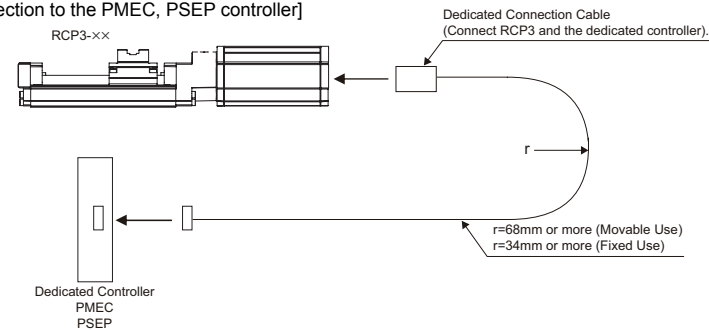 ection to the PMEC, PSEP controller]
RCP3-××
Dedicated Connection Cable
(Connect RCP3 and the dedicated controller).
r
r=68mm or more (Movable Use)
r=34mm or more (Fixed Use)
Dedicated Controller
PMEC
PSEP